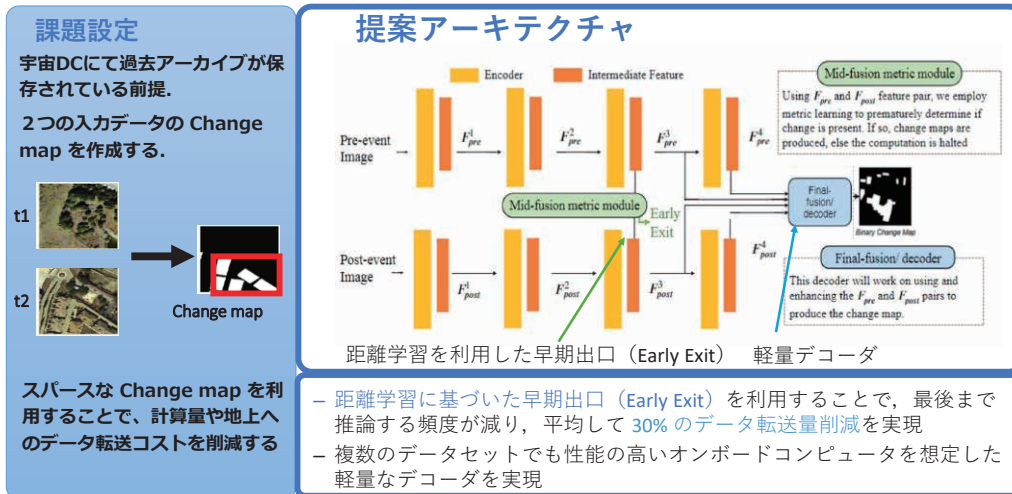 課題設定
宇宙DCにて過去アーカイブが保
存されている前提.
２つの入力データの Change
map を作成する.
t1
t2
Change map
スパースな Change map を利
用することで、計算量や地上へ
のデータ転送コストを削減する
提案アーキテクチャ
Encoder
Intermediate Feature
Mid-fusion metric module
Using F_pre and F_post feature pair, we employ
metric learning to prematurely determine if
change is present. If so, change maps are
produced, else the computation is halted
Pre-event
Image
F^1_pre
F^2_pre
F^3_pre
F^4_pre
Mid-fusion metric module
Early
Exit
Final-
fusion/
decoder
Binary Change Map
Post-event
Image
F^1_post
F^2_post
F^3_post
F^4_post
Final-fusion/ decoder
This decoder will work on using and
enhancing the F_pre and F_post pairs to
produce the change map.
距離学習を利用した早期出口（Early Exit）
軽量デコーダ
– 距離学習に基づいた早期出口（Early Exit）を利用することで，最後まで
推論する頻度が減り，平均して 30% のデータ転送量削減を実現
– 複数のデータセットでも性能の高いオンボードコンピュータを想定した
軽量なデコーダを実現